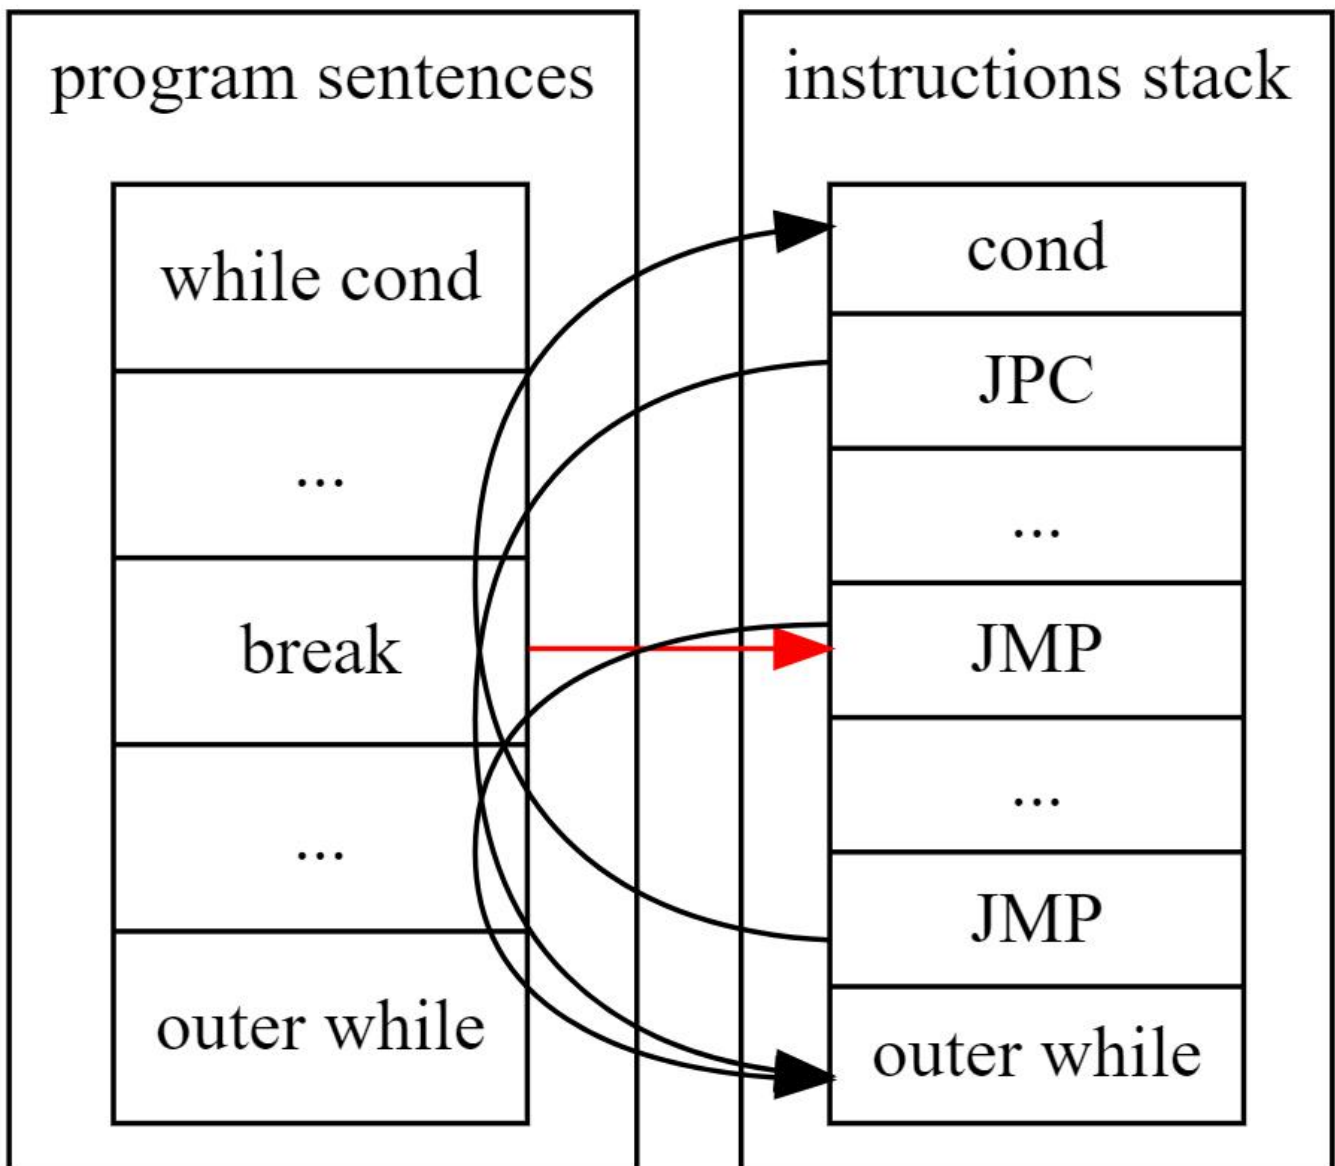 program sentences
while cond
...
break
...
outer while
instructions stack
cond
JPC
...
JMP
...
JMP
outer while